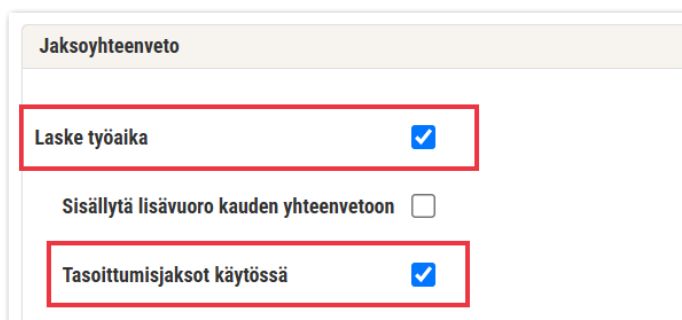 Jaksoyhteenveto
Laske työaika
Sisällytä lisävuoro kauden yhteenvetoon
Tasoittumisjaksot käytössä